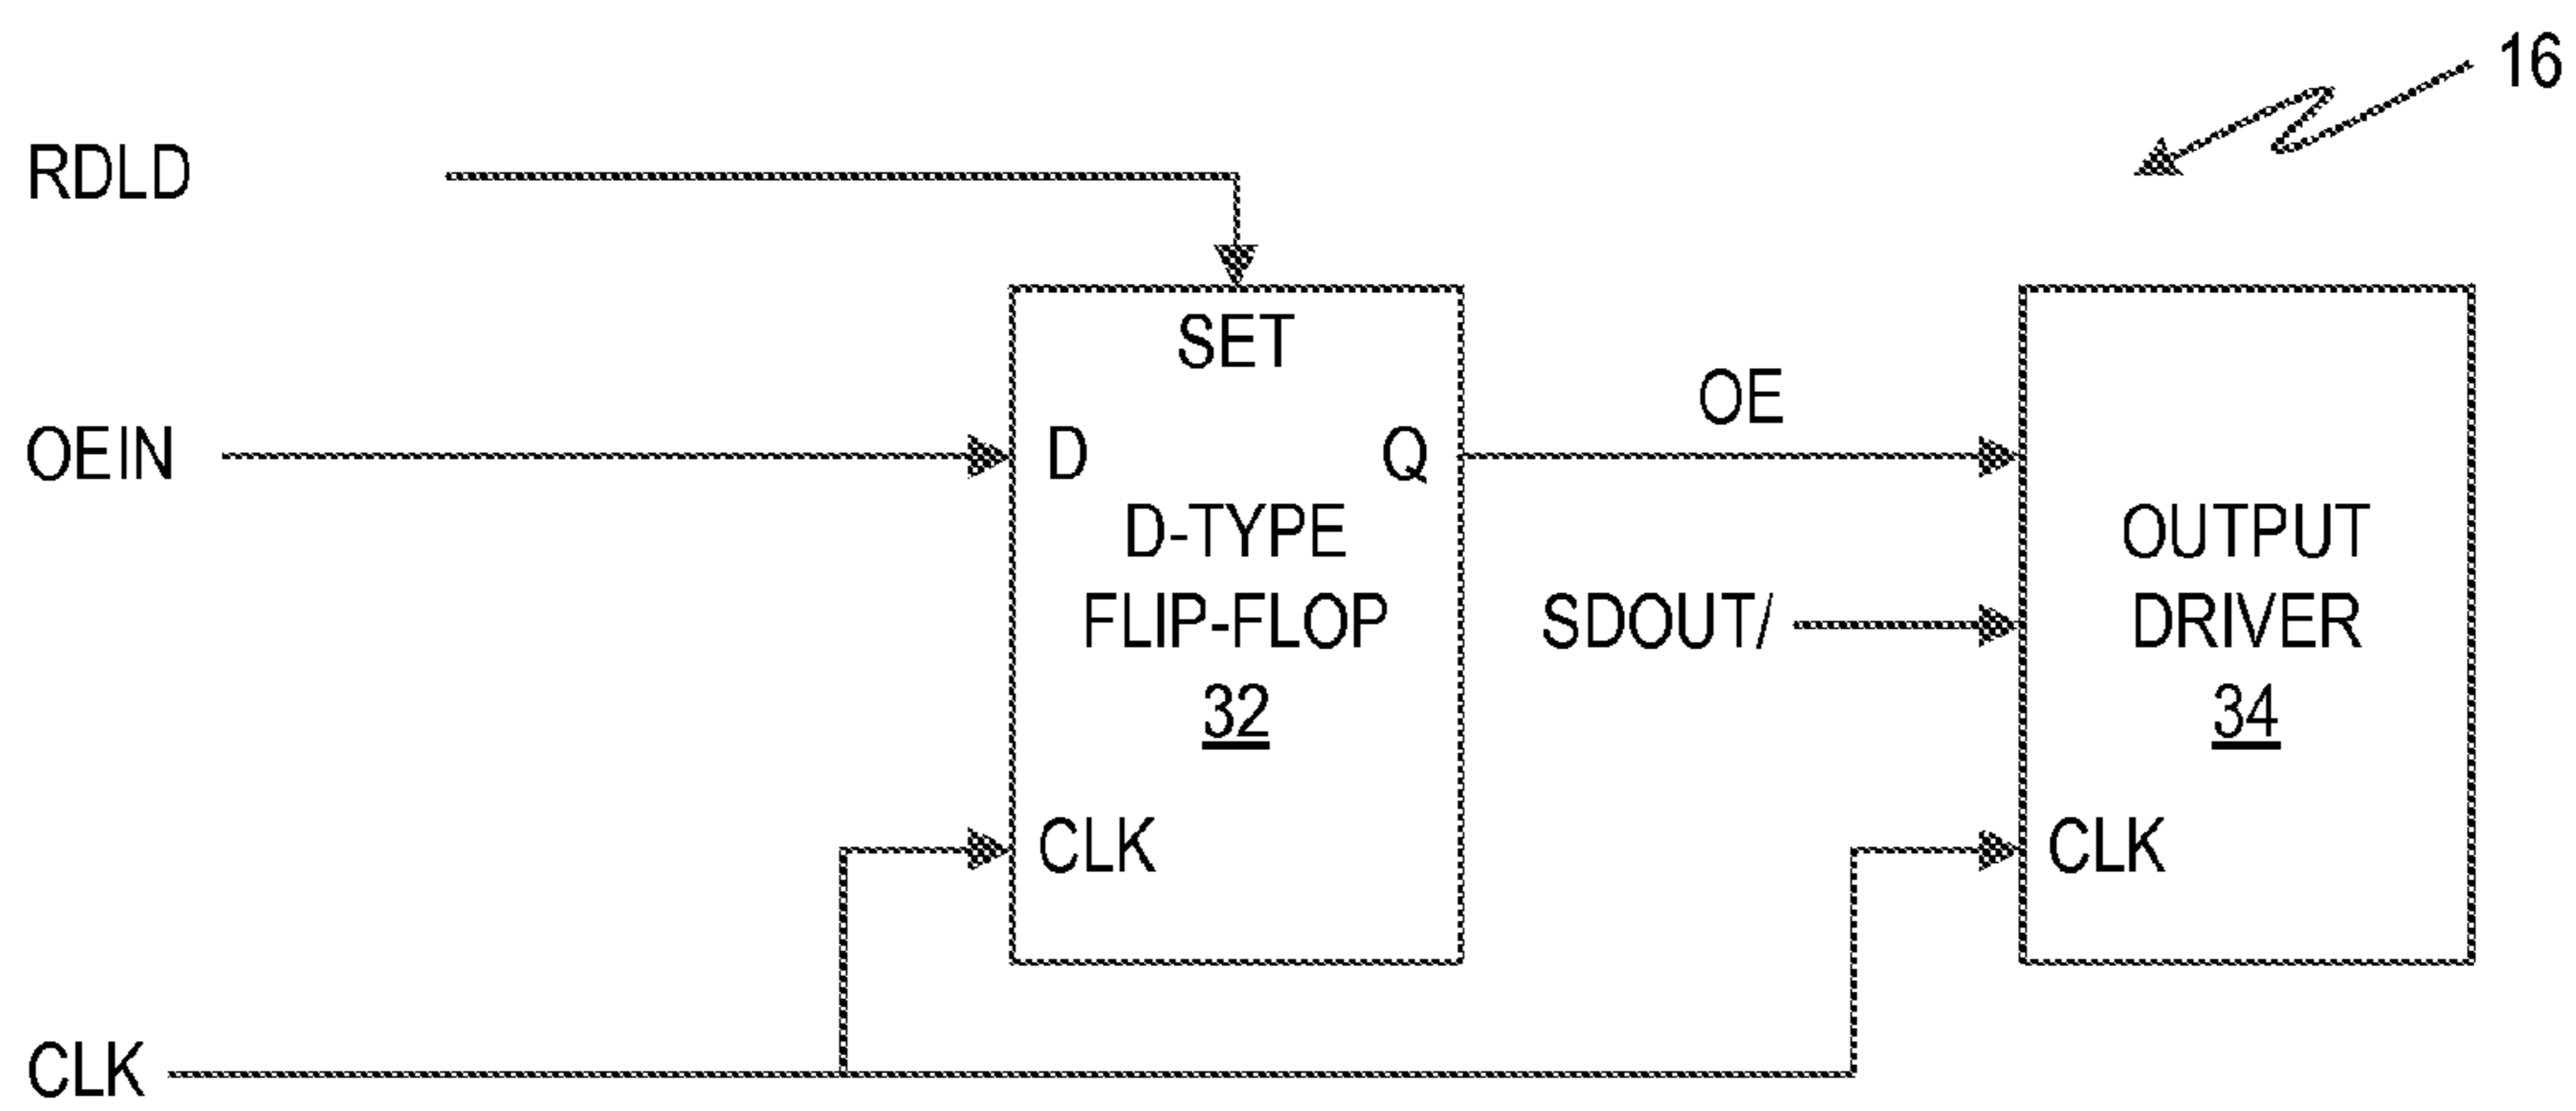 16
RDLD
SET
OE
OEIN
D
Q
D-TYPE
FLIP-FLOP
32
SDOUT/
OUTPUT
DRIVER
34
CLK
CLK
CLK